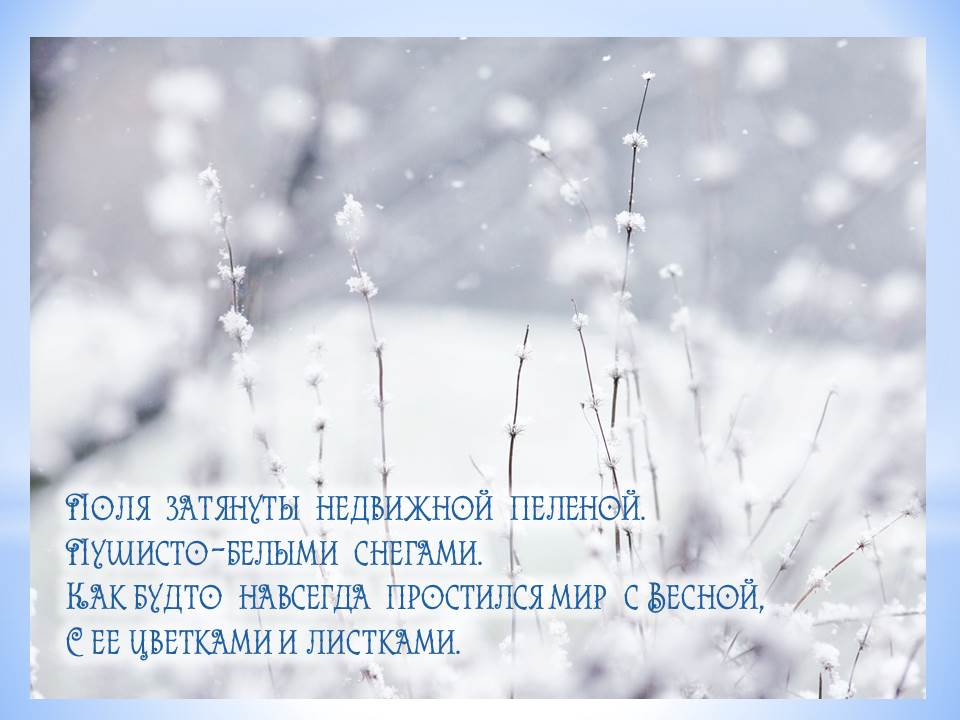 Поля затянуты недвижной пеленой.
Пушисто-белыми снегами.
Как будто навсегда простился мир с Весной,
С ее цветками и листками.